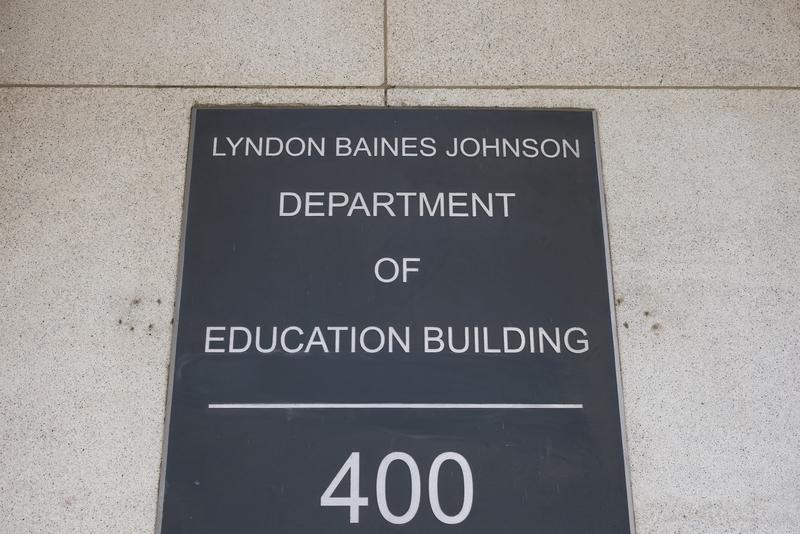 LYNDON BAINES JOHNSON
DEPARTMENT
OF
EDUCATION BUILDING
400